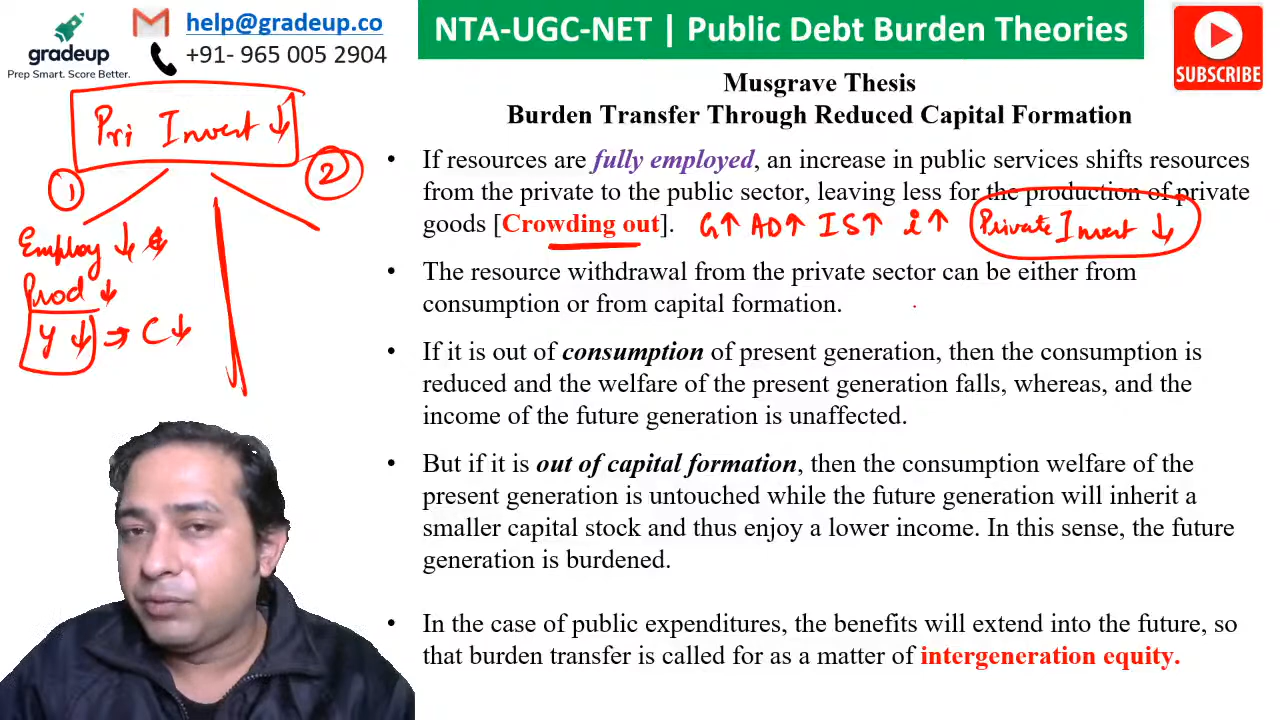 gradeup
Prep Smart. Score Better.
help@gradeup.co
+91- 965 005 2904
NTA-UGC-NET | Public Debt Burden Theories
SUBSCRIBE
Musgrave Thesis
Burden Transfer Through Reduced Capital Formation
Pri Invert ↓
1
2
Employ ↓
Prod ↓
Y ↓ ⇒ C ↓
• If resources are fully employed, an increase in public services shifts resources
from the private to the public sector, leaving less for the production of private
goods [Crowding out]. G↑ AD↑ IS↑ i↑ Private Invert ↓
• The resource withdrawal from the private sector can be either from
consumption or from capital formation.
• If it is out of consumption of present generation, then the consumption is
reduced and the welfare of the present generation falls, whereas, and the
income of the future generation is unaffected.
• But if it is out of capital formation, then the consumption welfare of the
present generation is untouched while the future generation will inherit a
smaller capital stock and thus enjoy a lower income. In this sense, the future
generation is burdened.
• In the case of public expenditures, the benefits will extend into the future, so
that burden transfer is called for as a matter of intergeneration equity.